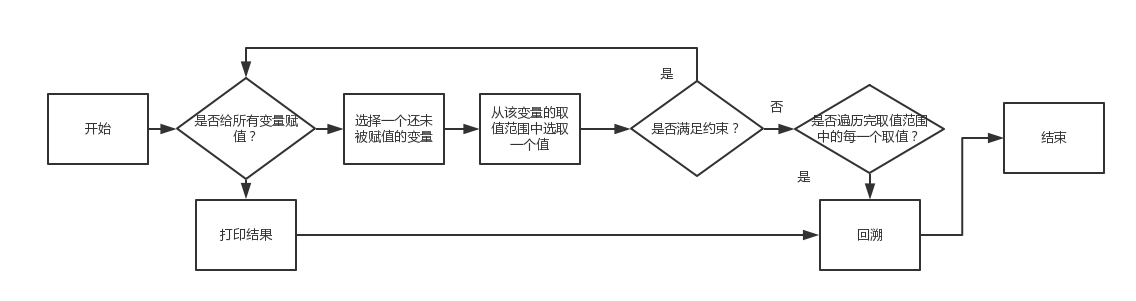 开始
是否给所有变量赋
值？
选择一个还未
被赋值的变量
从该变量的取
值范围中选取
一个值
是
是否满足约束？
否
是否遍历完取值范围
中的每一个取值？
是
结束
打印结果
回溯